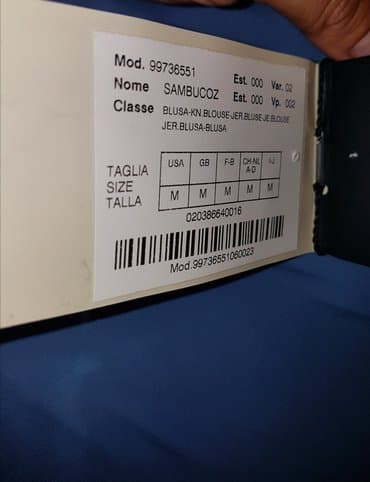 Mod. 99736551 Est. 000 Var. 02
Nome SAMBUCOZ Est. 000 Vp. 002
Classe BLUSA-KN.BLOUSE-JER.BLUSE-JE.BLOUSE
JER.BLUSA-BLUSA
TAGLIA
SIZE
TALLA
USA GB F-B CH-NL A-D I-J
M M M M M
020386640016
Mod.99736551060023